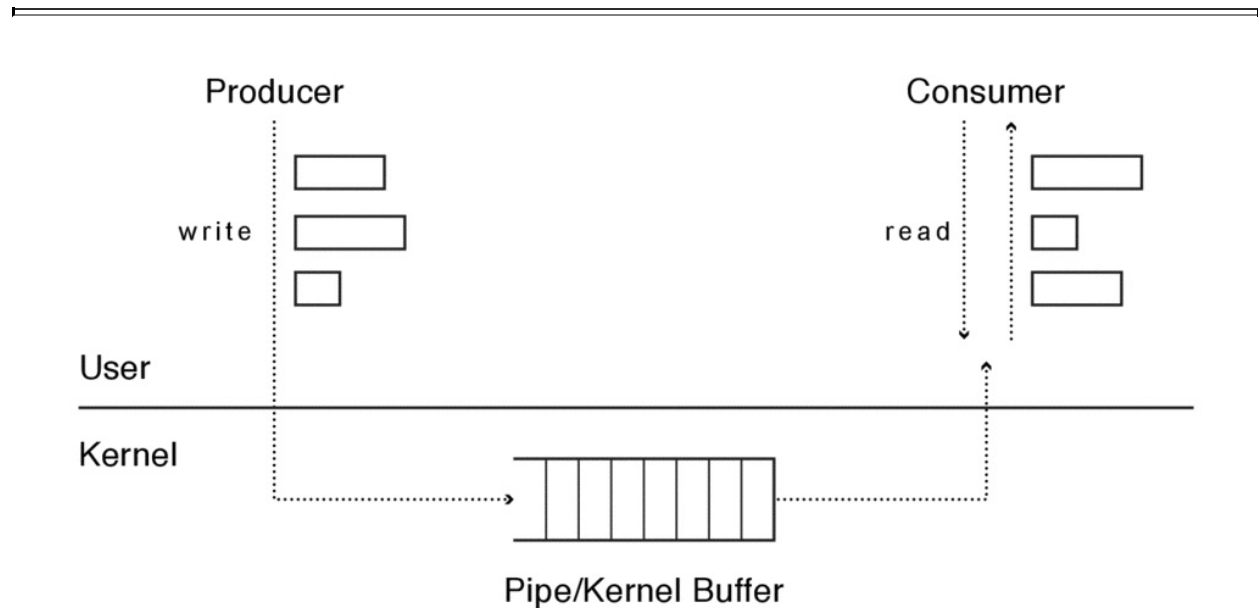 Producer
Consumer
write
read
User
Kernel
Pipe/Kernel Buffer